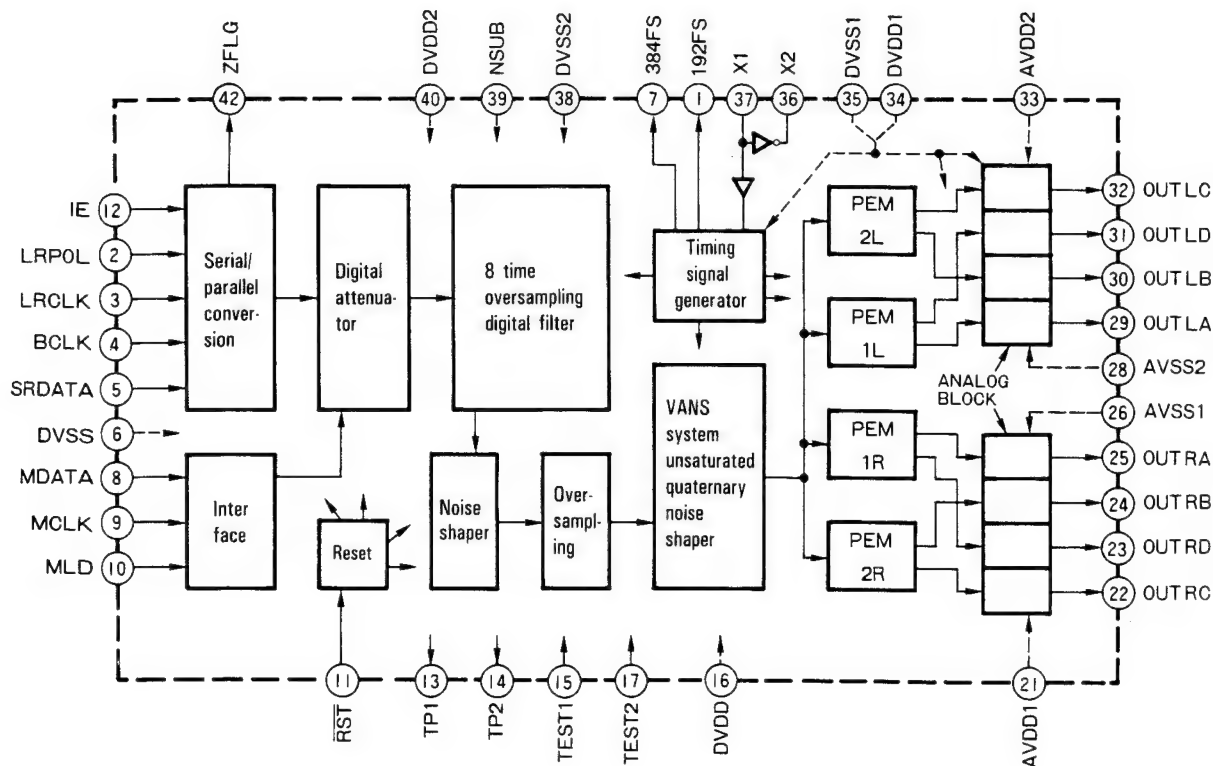 ZFLG
DVDD2
NSUB
DVSS2
384FS
192FS
X1
X2
DVSS1
DVDD1
AVDD2
42
40
39
38
7
1
37
36
35
34
33
IE 12
LRPOL 2
LRCLK 3
BCLK 4
SRDATA 5
DVSS 6
MDATA 8
MCLK 9
MLD 10
Serial/
parallel
conver-
sion
Digital
attenua-
tor
8 time
oversampling
digital filter
Timing
signal
generator
PEM
2L
PEM
1L
PEM
1R
PEM
2R
32 OUTLC
31 OUTLD
30 OUTLB
29 OUTLA
28 AVSS2
ANALOG
BLOCK
26 AVSS1
25 OUTRA
24 OUTRB
23 OUTRD
22 OUTRC
Inter
face
Reset
Noise
shaper
Over-
sampl-
ing
VANS
system
unsaturated
quaternary
noise
shaper
11
13
14
15
17
16
21
RST
TP1
TP2
TEST1
TEST2
DVDD
AVDD1